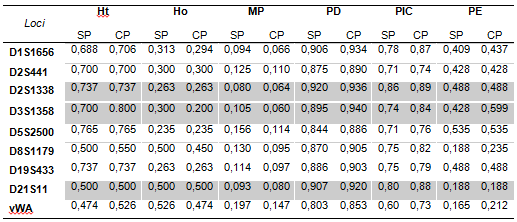 Loci Ht Ho MP PD PIC PE
SP CP SP CP SP CP SP CP SP CP SP CP
D1S1656 0,688 0,706 0,313 0,294 0,094 0,066 0,906 0,934 0,78 0,87 0,409 0,437
D2S441 0,700 0,700 0,300 0,300 0,125 0,110 0,875 0,890 0,71 0,74 0,428 0,428
D2S1338 0,737 0,737 0,263 0,263 0,080 0,064 0,920 0,936 0,86 0,89 0,488 0,488
D3S1358 0,700 0,800 0,300 0,200 0,105 0,060 0,895 0,940 0,74 0,84 0,428 0,599
D5S2500 0,765 0,765 0,235 0,235 0,156 0,114 0,844 0,886 0,71 0,76 0,535 0,535
D8S1179 0,500 0,550 0,500 0,450 0,130 0,095 0,870 0,905 0,75 0,82 0,188 0,235
D19S433 0,737 0,737 0,263 0,263 0,114 0,097 0,886 0,903 0,75 0,79 0,488 0,488
D21S11 0,500 0,500 0,500 0,500 0,093 0,080 0,907 0,920 0,80 0,88 0,188 0,188
vWA 0,474 0,526 0,526 0,474 0,197 0,147 0,803 0,853 0,60 0,73 0,165 0,212